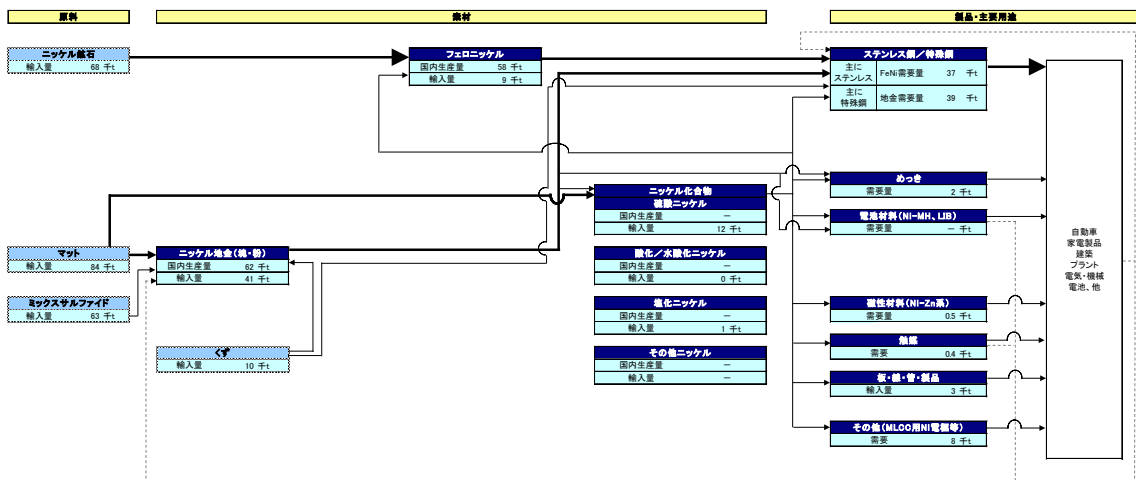 原料
素材
製品・主要用途
ニッケル鉱石
輸入量 68 千t
フェロニッケル
国内生産量 58 千t
輸入量 9 千t
ステンレス鋼／特殊鋼
主に
ステンレス
FeNi需要量 37 千t
主に
特殊鋼
地金需要量 39 千t
めっき
需要量 2 千t
ニッケル化合物
硫酸ニッケル
国内生産量 －
輸入量 12 千t
電池材料（Ni-MH、LIB）
需要量 － 千t
マット
輸入量 84 千t
ニッケル地金（塊・粉）
国内生産量 62 千t
輸入量 41 千t
酸化／水酸化ニッケル
国内生産量 －
輸入量 0 千t
自動車
家電製品
建築
プラント
電気・機械
電池、他
ミックスサルファイド
輸入量 63 千t
塩化ニッケル
国内生産量 －
輸入量 1 千t
磁性材料（Ni-Zn系）
需要量 0.5 千t
触媒
需要 0.4 千t
くず
輸入量 10 千t
その他ニッケル
国内生産量 －
輸入量 －
板・線・管・製品
輸入量 3 千t
その他（MLCC用NI電極等）
需要 8 千t